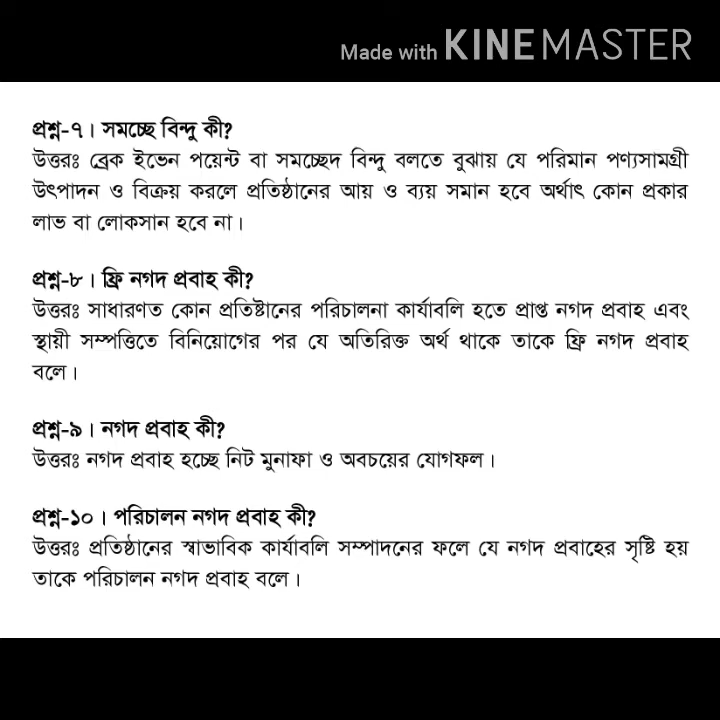 Made with KINEMASTER
প্রশ্ন-৭। সমচ্ছে বিন্দু কী?
উত্তরঃ ব্রেক ইভেন পয়েন্ট বা সমচ্ছেদ বিন্দু বলতে বুঝায় যে পরিমান পণ্যসামগ্রী
উৎপাদন ও বিক্রয় করলে প্রতিষ্ঠানের আয় ও ব্যয় সমান হবে অর্থাৎ কোন প্রকার
লাভ বা লোকসান হবে না।
প্রশ্ন-৮। ফ্রি নগদ প্রবাহ কী?
উত্তরঃ সাধারণত কোন প্রতিষ্টানের পরিচালনা কার্যাবলি হতে প্রাপ্ত নগদ প্রবাহ এবং
স্থায়ী সম্পত্তিতে বিনিয়োগের পর যে অতিরিক্ত অর্থ থাকে তাকে ফ্রি নগদ প্রবাহ
বলে।
প্রশ্ন-৯। নগদ প্রবাহ কী?
উত্তরঃ নগদ প্রবাহ হচ্ছে নিট মুনাফা ও অবচয়ের যোগফল।
প্রশ্ন-১০। পরিচালন নগদ প্রবাহ কী?
উত্তরঃ প্রতিষ্ঠানের স্বাভাবিক কার্যাবলি সম্পাদনের ফলে যে নগদ প্রবাহের সৃষ্টি হয়
তাকে পরিচালন নগদ প্রবাহ বলে।